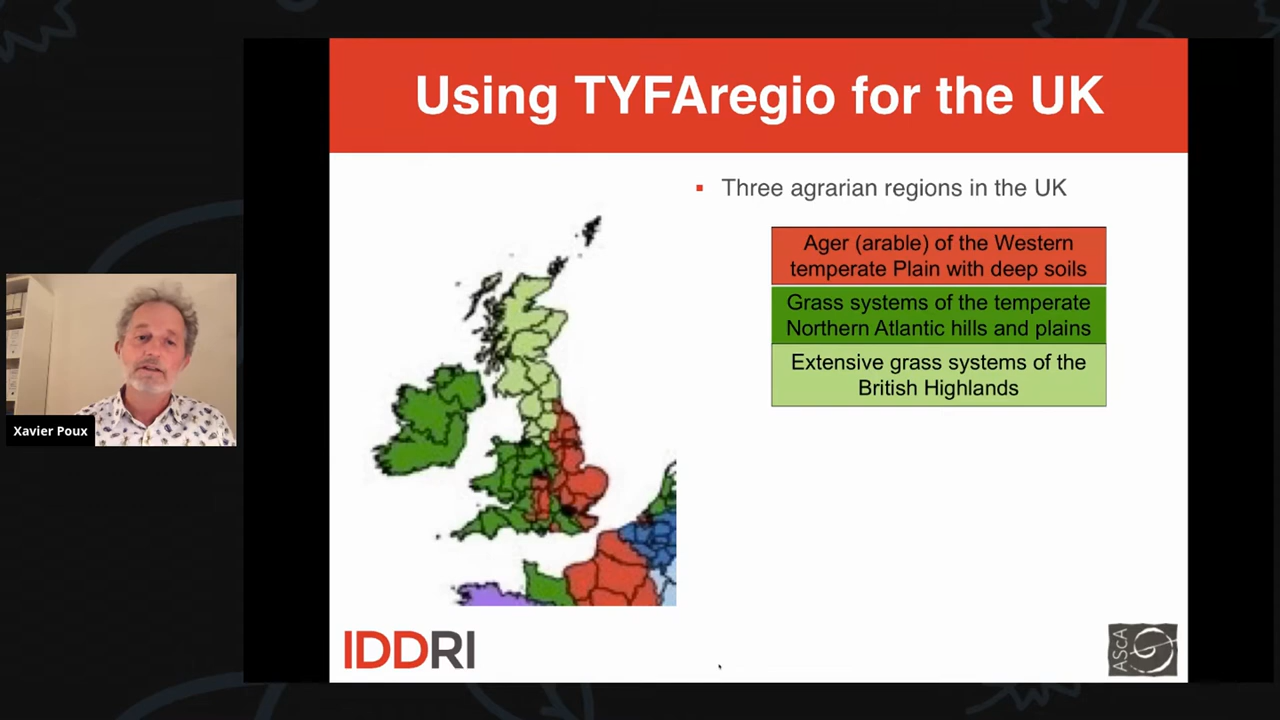 Using TYFAregio for the UK
Three agrarian regions in the UK
Ager (arable) of the Western
temperate Plain with deep soils
Grass systems of the temperate
Northern Atlantic hills and plains
Extensive grass systems of the
British Highlands
Xavier Poux
IDDRI
ASCA